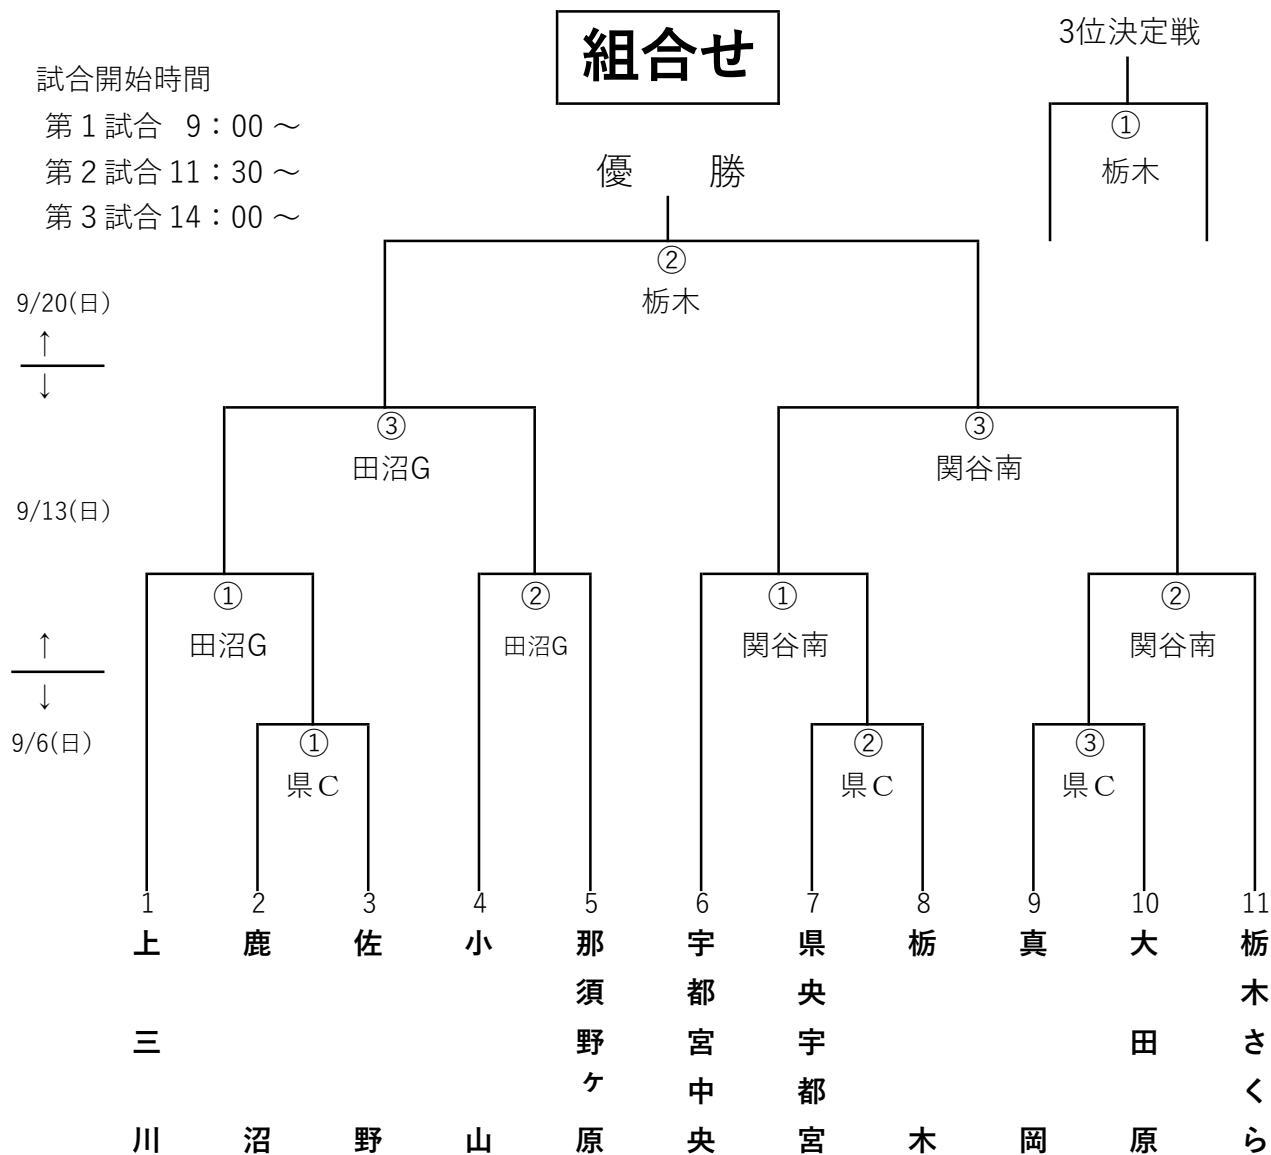 組合せ
3位決定戦
①
栃木
試合開始時間
第１試合 9：00 ～
第２試合 11：30 ～
第３試合 14：00 ～
優 勝
②
栃木
9/20(日)
↑
↓
③
田沼G
③
関谷南
9/13(日)
①
田沼G
②
田沼G
①
関谷南
②
関谷南
↑
↓
9/6(日)
①
県Ｃ
②
県Ｃ
③
県Ｃ
1 2 3 4 5 6 7 8 9 10 11
上三川
鹿沼
佐野
小山
那須野ヶ原
宇都宮中央
県央宇都宮
栃木
真岡
大田原
栃木さくら